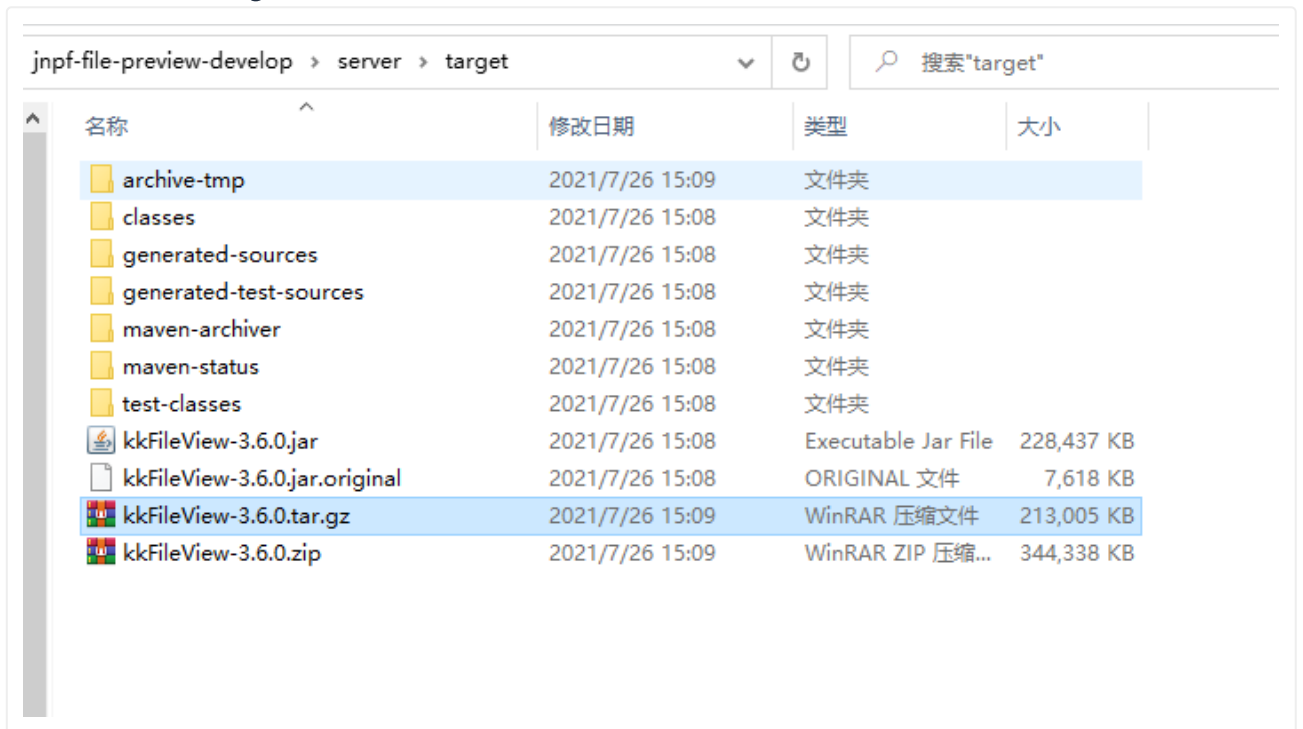 jnpf-file-preview-develop › server › target 搜索"target"
名称 修改日期 类型 大小
archive-tmp 2021/7/26 15:09 文件夹
classes 2021/7/26 15:08 文件夹
generated-sources 2021/7/26 15:08 文件夹
generated-test-sources 2021/7/26 15:08 文件夹
maven-archiver 2021/7/26 15:08 文件夹
maven-status 2021/7/26 15:08 文件夹
test-classes 2021/7/26 15:08 文件夹
kkFileView-3.6.0.jar 2021/7/26 15:08 Executable Jar File 228,437 KB
kkFileView-3.6.0.jar.original 2021/7/26 15:08 ORIGINAL 文件 7,618 KB
kkFileView-3.6.0.tar.gz 2021/7/26 15:09 WinRAR 压缩文件 213,005 KB
kkFileView-3.6.0.zip 2021/7/26 15:09 WinRAR ZIP 压缩... 344,338 KB